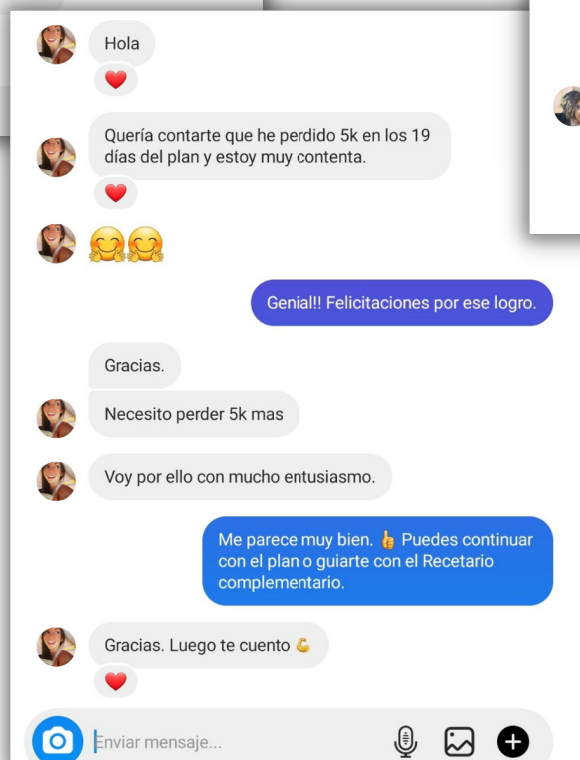 Hola
Quería contarte que he perdido 5k en los 19
días del plan y estoy muy contenta.
Genial!! Felicitaciones por ese logro.
Gracias.
Necesito perder 5k mas
Voy por ello con mucho entusiasmo.
Me parece muy bien. 👍 Puedes continuar
con el plan o guiarte con el Recetario
complementario.
Gracias. Luego te cuento 💪
Enviar mensaje...